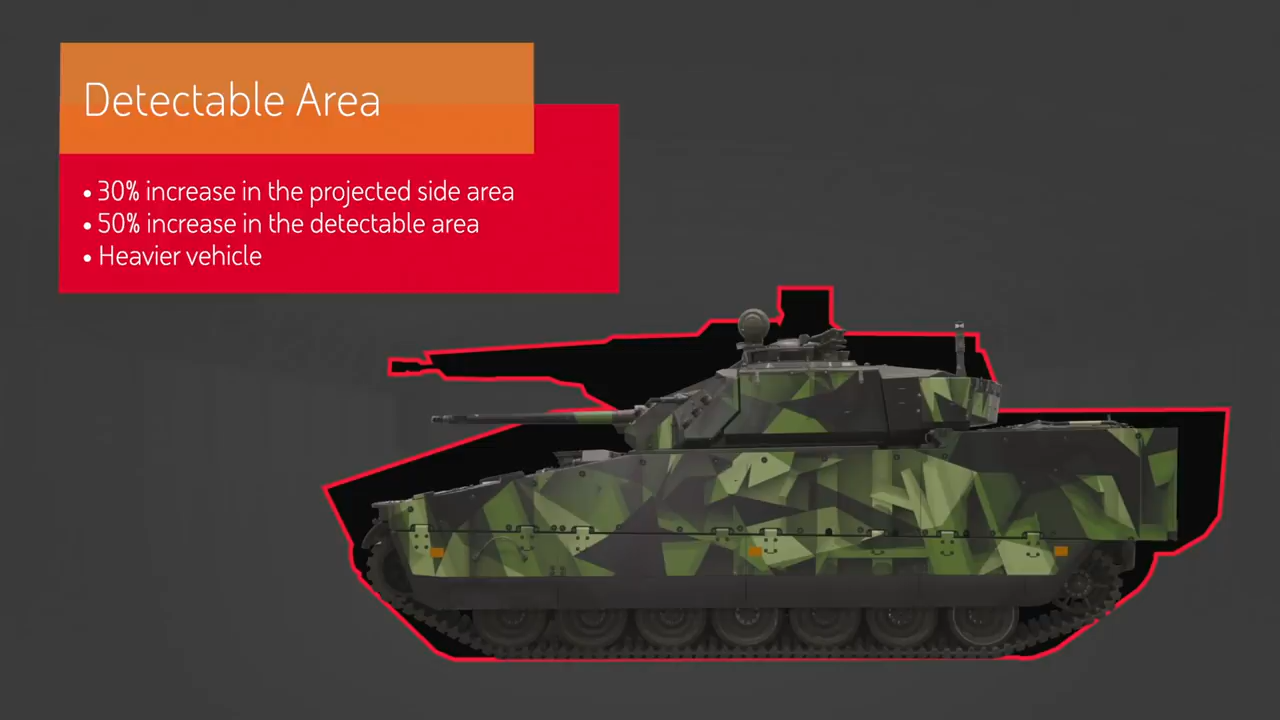 Detectable Area
• 30% increase in the projected side area
• 50% increase in the detectable area
• Heavier vehicle